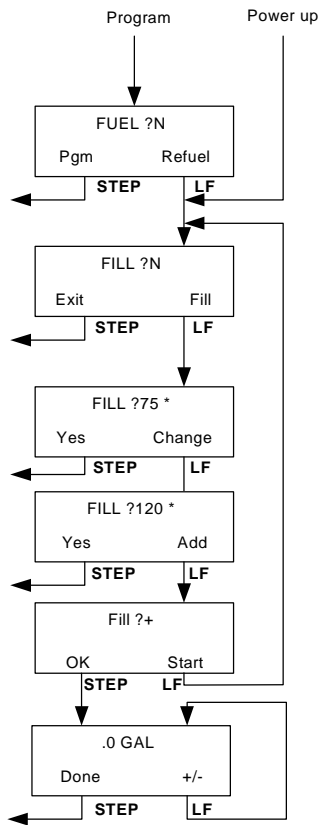 Program Power up
FUEL ?N
Pgm Refuel
STEP LF
FILL ?N
Exit Fill
STEP LF
FILL ?75 *
Yes Change
STEP LF
FILL ?120 *
Yes Add
STEP LF
Fill ?+
OK Start
STEP LF
.0 GAL
Done +/-
STEP LF